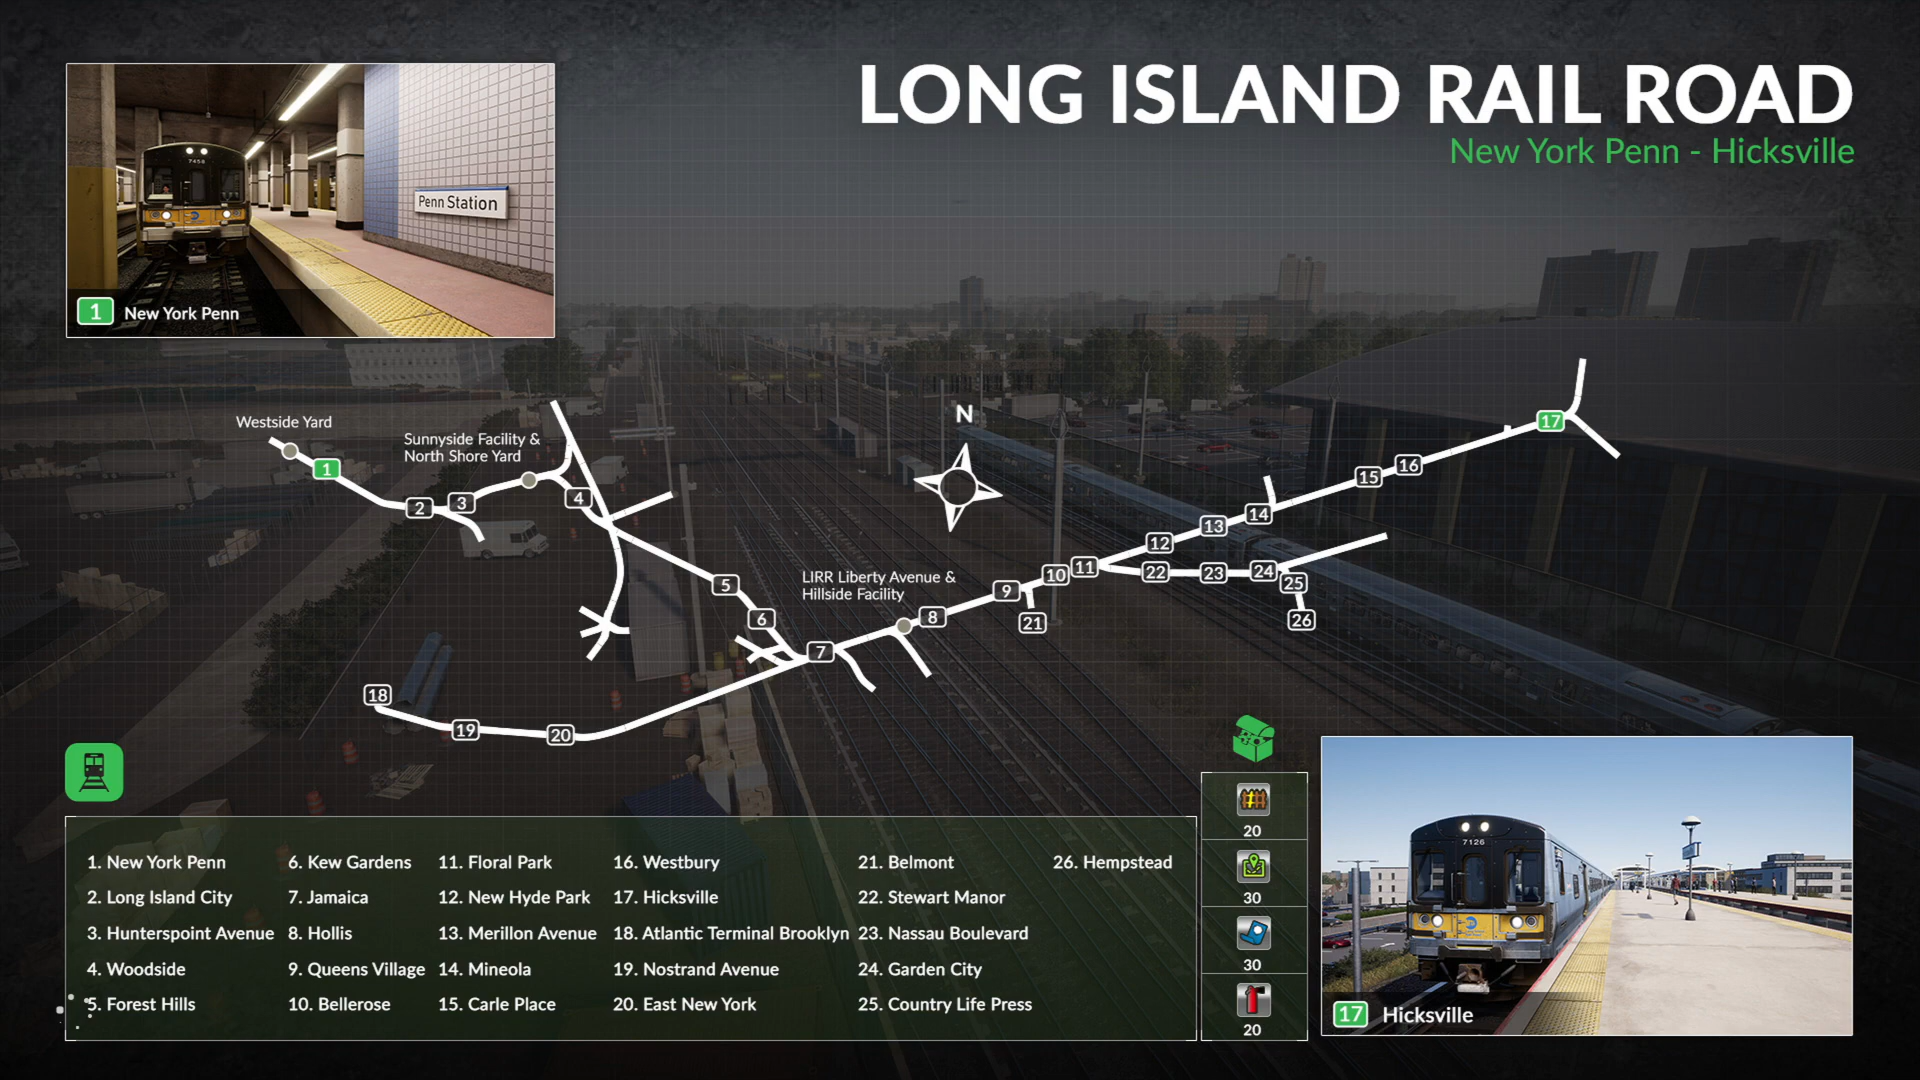 LONG ISLAND RAIL ROAD
New York Penn - Hicksville
7458
Penn Station
1 New York Penn
N
Westside Yard
Sunnyside Facility &
North Shore Yard
LIRR Liberty Avenue &
Hillside Facility
1
2
3
4
5
6
7
8
9
10
11
12
13
14
15
16
17
18
19
20
21
22
23
24
25
26
1. New York Penn
2. Long Island City
3. Hunterspoint Avenue
4. Woodside
5. Forest Hills
6. Kew Gardens
7. Jamaica
8. Hollis
9. Queens Village
10. Bellerose
11. Floral Park
12. New Hyde Park
13. Merillon Avenue
14. Mineola
15. Carle Place
16. Westbury
17. Hicksville
18. Atlantic Terminal Brooklyn
19. Nostrand Avenue
20. East New York
21. Belmont
22. Stewart Manor
23. Nassau Boulevard
24. Garden City
25. Country Life Press
26. Hempstead
20
30
30
20
7126
17 Hicksville